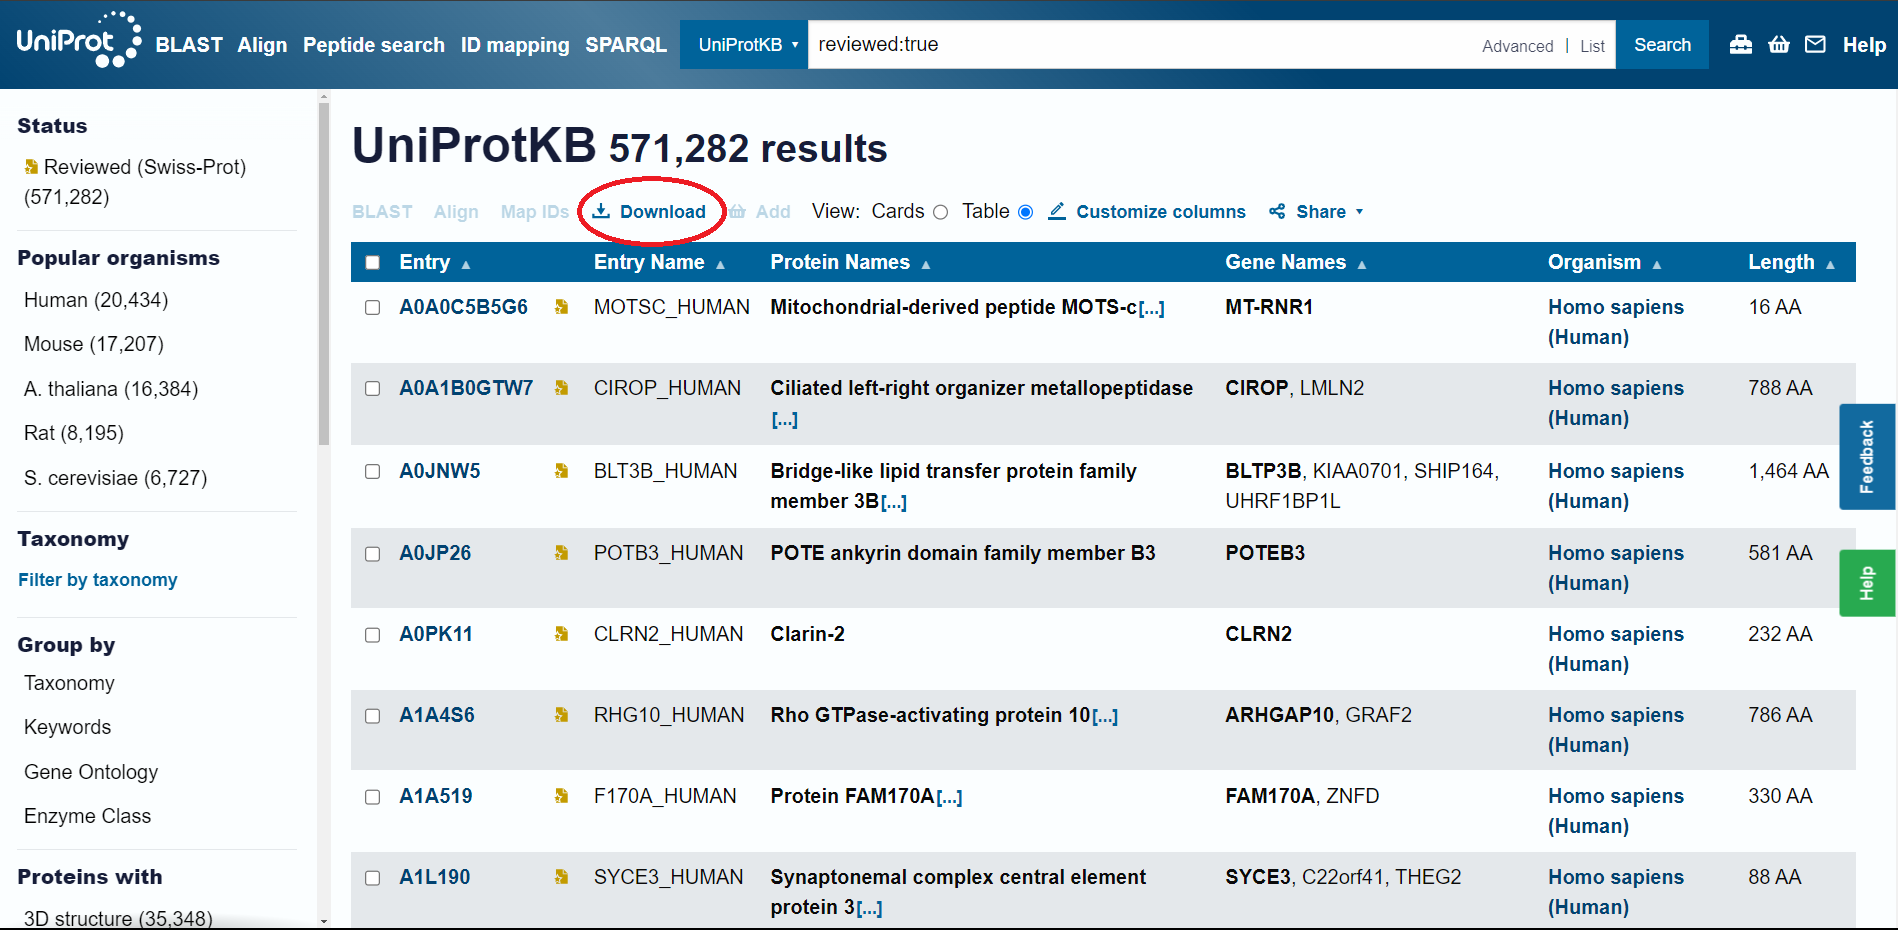 UniProt BLAST Align Peptide search ID mapping SPARQL UniProtKB reviewed:true Advanced | List Search Help
Status
Reviewed (Swiss-Prot)
(571,282)
Popular organisms
Human (20,434)
Mouse (17,207)
A. thaliana (16,384)
Rat (8,195)
S. cerevisiae (6,727)
Taxonomy
Filter by taxonomy
Group by
Taxonomy
Keywords
Gene Ontology
Enzyme Class
Proteins with
3D structure (35,348)
UniProtKB 571,282 results
BLAST Align Map IDs Download Add View: Cards Table Customize columns Share
Entry Entry Name Protein Names Gene Names Organism Length
A0A0C5B5G6 MOTSC_HUMAN Mitochondrial-derived peptide MOTS-c[...] MT-RNR1 Homo sapiens 16 AA
(Human)
A0A1B0GTW7 CIROP_HUMAN Ciliated left-right organizer metallopeptidase CIROP, LMLN2 Homo sapiens 788 AA
[...] (Human)
A0JNW5 BLT3B_HUMAN Bridge-like lipid transfer protein family BLTP3B, KIAA0701, SHIP164, Homo sapiens 1,464 AA
member 3B[...] UHRF1BP1L (Human)
A0JP26 POTB3_HUMAN POTE ankyrin domain family member B3 POTEB3 Homo sapiens 581 AA
(Human)
A0PK11 CLRN2_HUMAN Clarin-2 CLRN2 Homo sapiens 232 AA
(Human)
A1A4S6 RHG10_HUMAN Rho GTPase-activating protein 10[...] ARHGAP10, GRAF2 Homo sapiens 786 AA
(Human)
A1A519 F170A_HUMAN Protein FAM170A[...] FAM170A, ZNFD Homo sapiens 330 AA
(Human)
A1L190 SYCE3_HUMAN Synaptonemal complex central element SYCE3, C22orf41, THEG2 Homo sapiens 88 AA
protein 3[...] (Human)
Feedback
Help